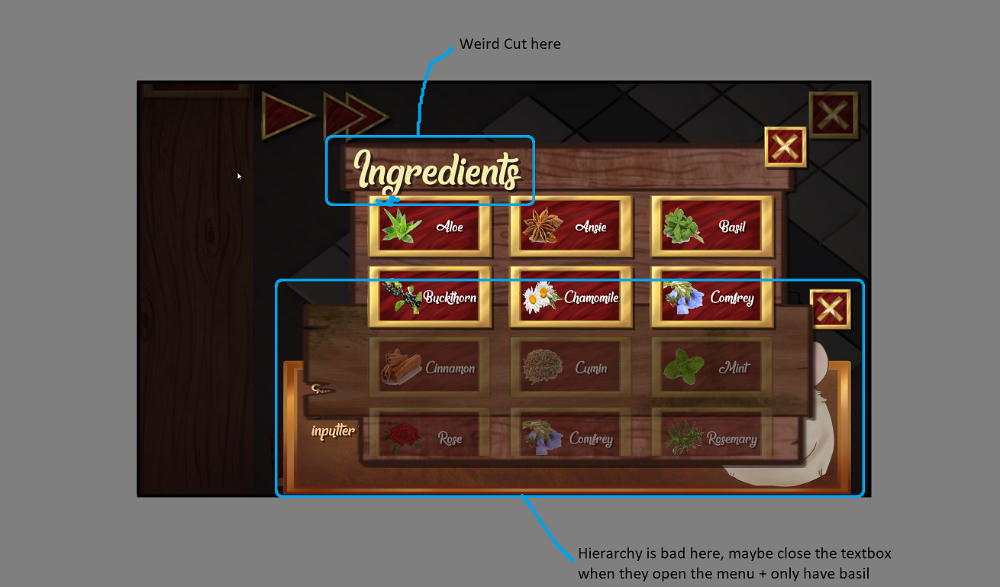 Weird Cut here
Ingredients
Aloe
Ansie
Basil
Buckthorn
Chamomile
Comfrey
Cinnamon
Cumin
Mint
inputter
Rose
Comfrey
Rosemary
Hierarchy is bad here, maybe close the textbox
when they open the menu + only have basil